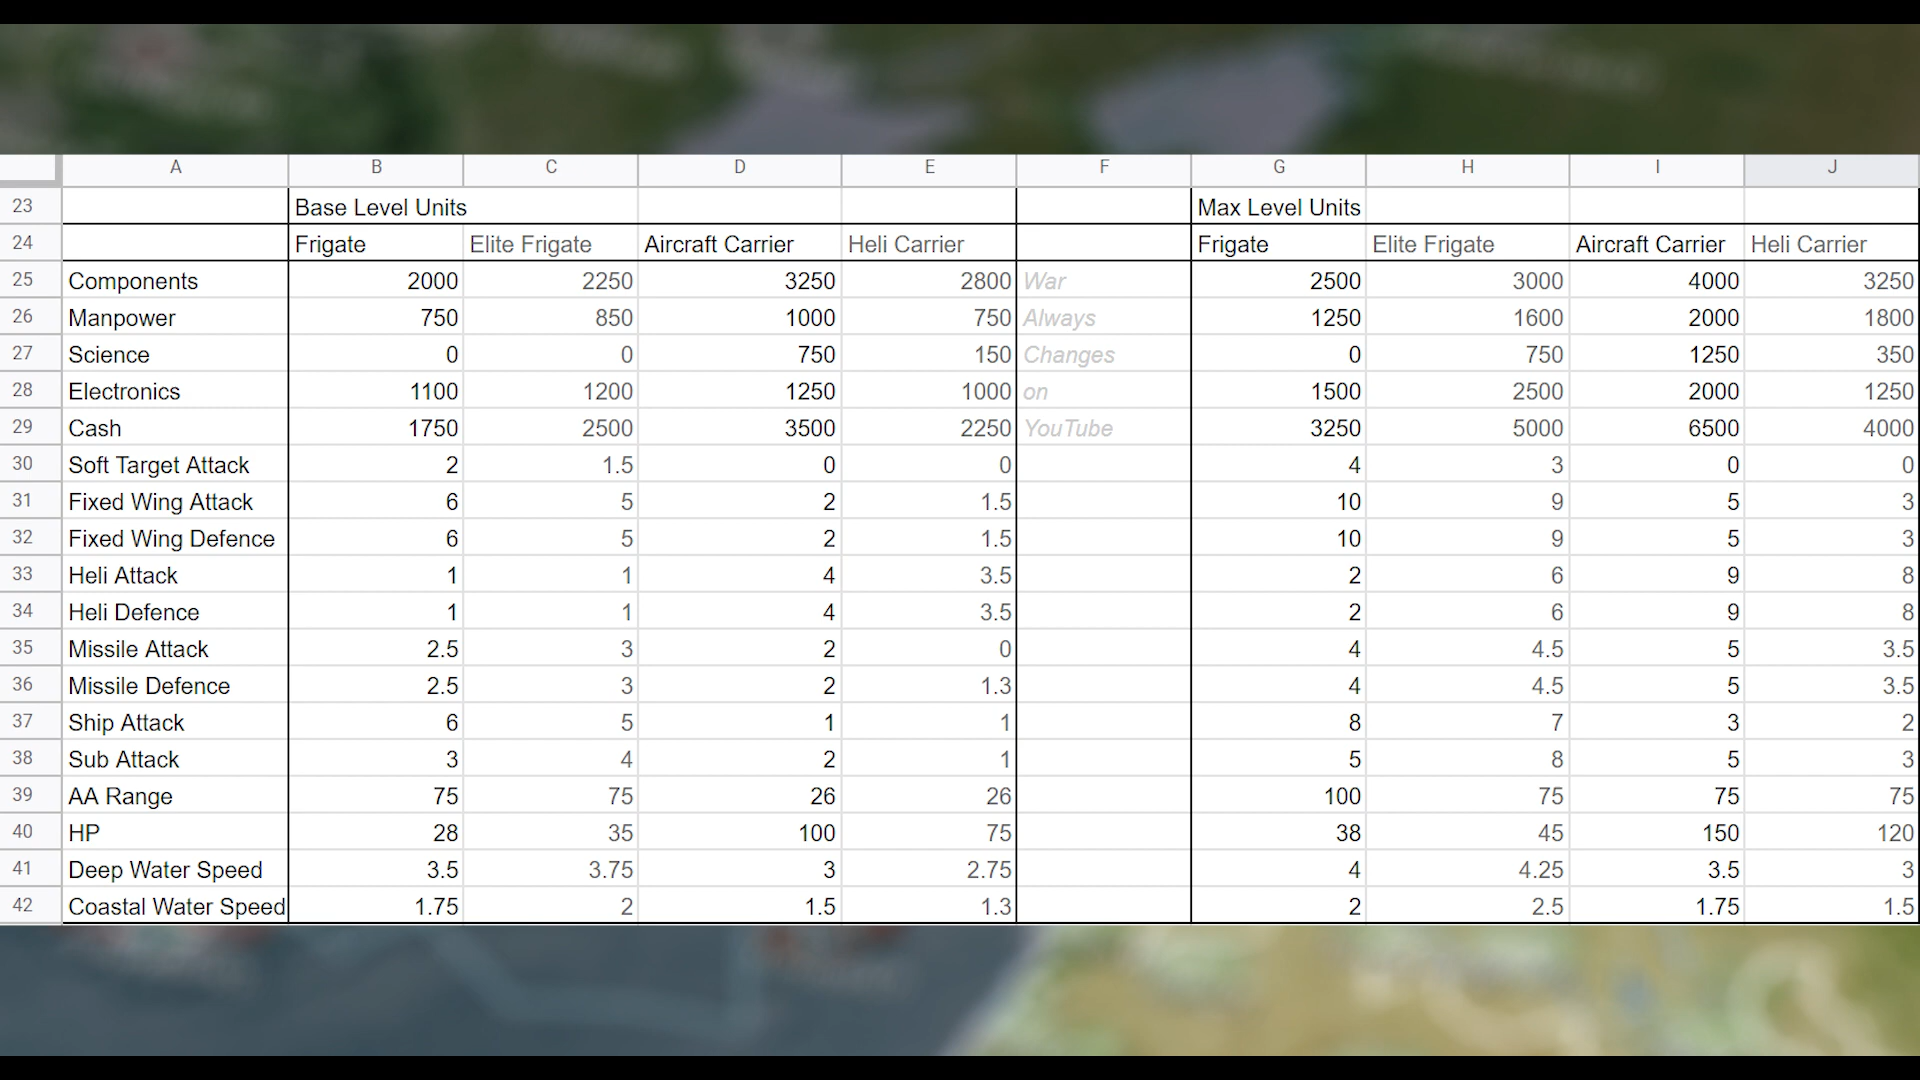 A B C D E F G H I J
23 Base Level Units Max Level Units
24 Frigate Elite Frigate Aircraft Carrier Heli Carrier Frigate Elite Frigate Aircraft Carrier Heli Carrier
25 Components 2000 2250 3250 2800 War 2500 3000 4000 3250
26 Manpower 750 850 1000 750 Always 1250 1600 2000 1800
27 Science 0 0 750 150 Changes 0 750 1250 350
28 Electronics 1100 1200 1250 1000 on 1500 2500 2000 1250
29 Cash 1750 2500 3500 2250 YouTube 3250 5000 6500 4000
30 Soft Target Attack 2 1.5 0 0 4 3 0 0
31 Fixed Wing Attack 6 5 2 1.5 10 9 5 3
32 Fixed Wing Defence 6 5 2 1.5 10 9 5 3
33 Heli Attack 1 1 4 3.5 2 6 9 8
34 Heli Defence 1 1 4 3.5 2 6 9 8
35 Missile Attack 2.5 3 2 0 4 4.5 5 3.5
36 Missile Defence 2.5 3 2 1.3 4 4.5 5 3.5
37 Ship Attack 6 5 1 1 8 7 3 2
38 Sub Attack 3 4 2 1 5 8 5 3
39 AA Range 75 75 26 26 100 75 75 75
40 HP 28 35 100 75 38 45 150 120
41 Deep Water Speed 3.5 3.75 3 2.75 4 4.25 3.5 3
42 Coastal Water Speed 1.75 2 1.5 1.3 2 2.5 1.75 1.5